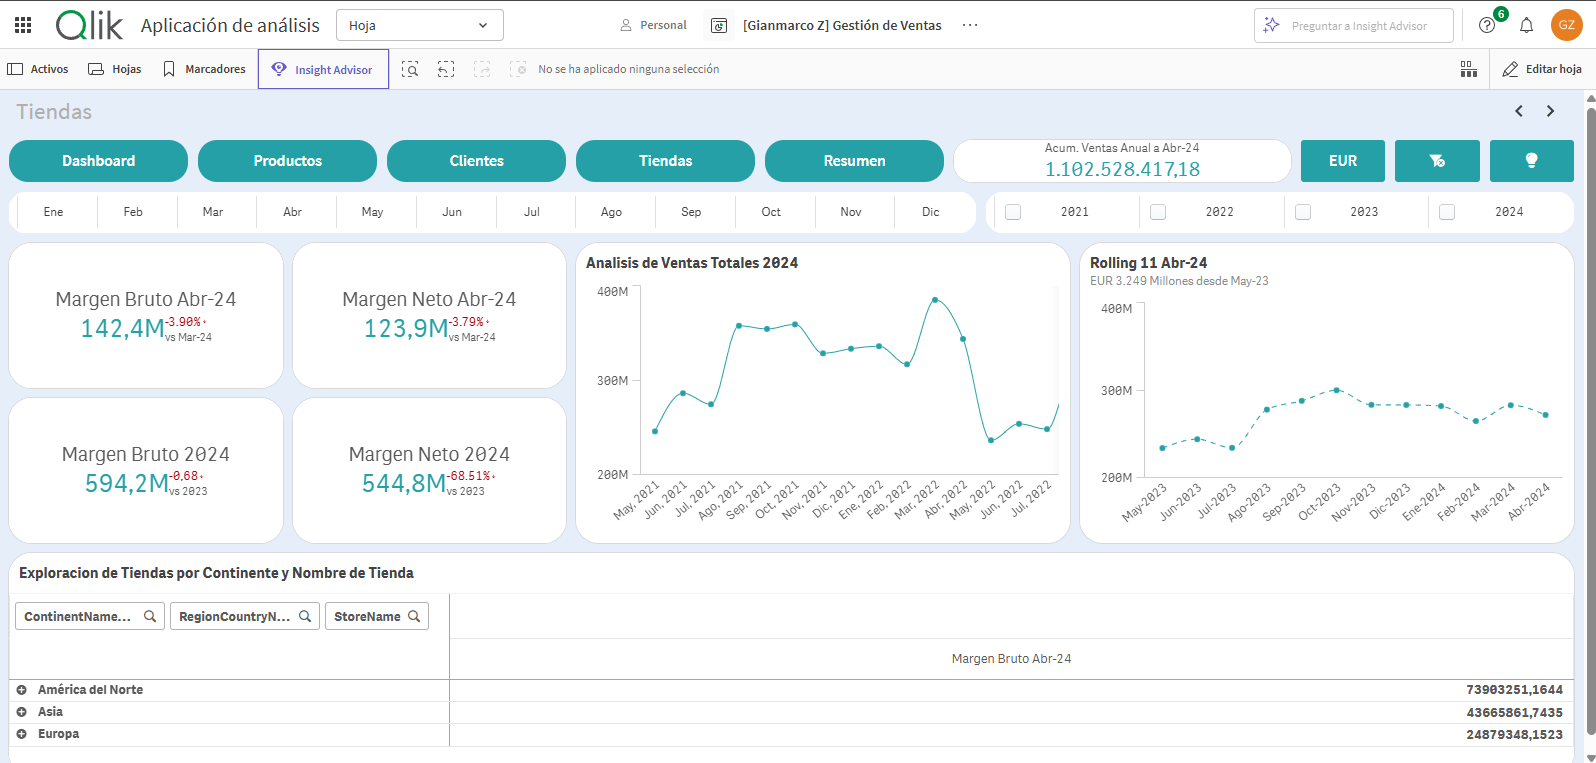 Qlik Aplicación de análisis Hoja Personal [Gianmarco Z] Gestión de Ventas ... Preguntar a Insight Advisor 6 GZ
Activos Hojas Marcadores Insight Advisor No se ha aplicado ninguna selección Editar hoja
Tiendas
Dashboard Productos Clientes Tiendas Resumen
Acum. Ventas Anual a Abr-24
1.102.528.417,18
EUR
Ene Feb Mar Abr May Jun Jul Ago Sep Oct Nov Dic 2021 2022 2023 2024
Margen Bruto Abr-24
142,4M -3.90%
vs Mar-24
Margen Neto Abr-24
123,9M -3.79%
vs Mar-24
Margen Bruto 2024
594,2M -0,68
vs 2023
Margen Neto 2024
544,8M -68.51%
vs 2023
Analisis de Ventas Totales 2024
400M
300M
200M
May, 2021 Jun, 2021 Jul, 2021 Ago, 2021 Sep, 2021 Oct, 2021 Nov, 2021 Dic, 2021 Ene, 2022 Feb, 2022 Mar, 2022 Abr, 2022 May, 2022 Jun, 2022 Jul, 2022
Rolling 11 Abr-24
EUR 3.249 Millones desde May-23
400M
300M
200M
May-2023 Jun-2023 Jul-2023 Ago-2023 Sep-2023 Oct-2023 Nov-2023 Dic-2023 Ene-2024 Feb-2024 Mar-2024 Abr-2024
Exploracion de Tiendas por Continente y Nombre de Tienda
ContinentName... RegionCountryN... StoreName
Margen Bruto Abr-24
América del Norte 73903251,1644
Asia 43665861,7435
Europa 24879348,1523